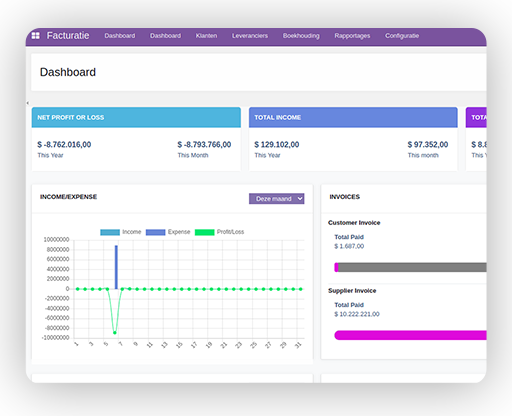 Facturatie Dashboard Dashboard Klanten Leveranciers Boekhouding Rapportages Configuratie
Dashboard
NET PROFIT OR LOSS TOTAL INCOME
$ -8.762.016,00 $ -8.793.766,00 $ 129.102,00 $ 97.352,00 $ 8.8
This Year This Month This Year This month This Y
INCOME/EXPENSE Deze maand INVOICES
Income Expense Profit/Loss
Customer Invoice
Total Paid
$ 1.687,00
Supplier Invoice
Total Paid
$ 10.222.221,00
10000000
8000000
6000000
4000000
2000000
0
-2000000
-4000000
-6000000
-8000000
-10000000
1 3 5 7 9 11 13 15 17 19 21 23 25 27 29 31